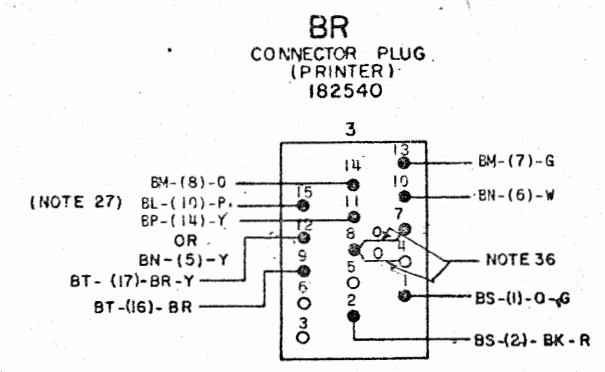 BR
CONNECTOR PLUG
(PRINTER)
182540
3
13
14
BM-(7)-G
BM-(8)-O
15
10
BN-(6)-W
(NOTE 27) BL-(10)-P
11
BP-(14)-Y
7
OR
12
O
8
4
BN-(5)-Y
9
O
NOTE 36
5
BT-(17)-BR-Y
6
1
BS-(1)-O-G
BT-(16)-BR
2
3
BS-(2)-BK-R